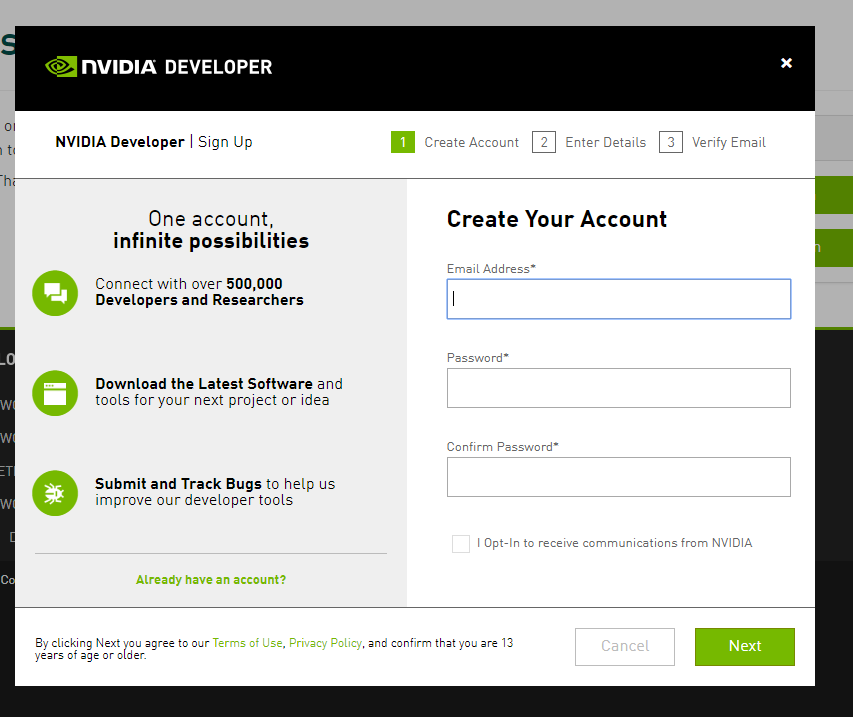 NVIDIA DEVELOPER
NVIDIA Developer | Sign Up
1 Create Account 2 Enter Details 3 Verify Email
One account,
infinite possibilities
Connect with over 500,000
Developers and Researchers
Download the Latest Software and
tools for your next project or idea
Submit and Track Bugs to help us
improve our developer tools
Already have an account?
Create Your Account
Email Address*
Password*
Confirm Password*
I Opt-In to receive communications from NVIDIA
By clicking Next you agree to our Terms of Use, Privacy Policy, and confirm that you are 13
years of age or older.
Cancel
Next